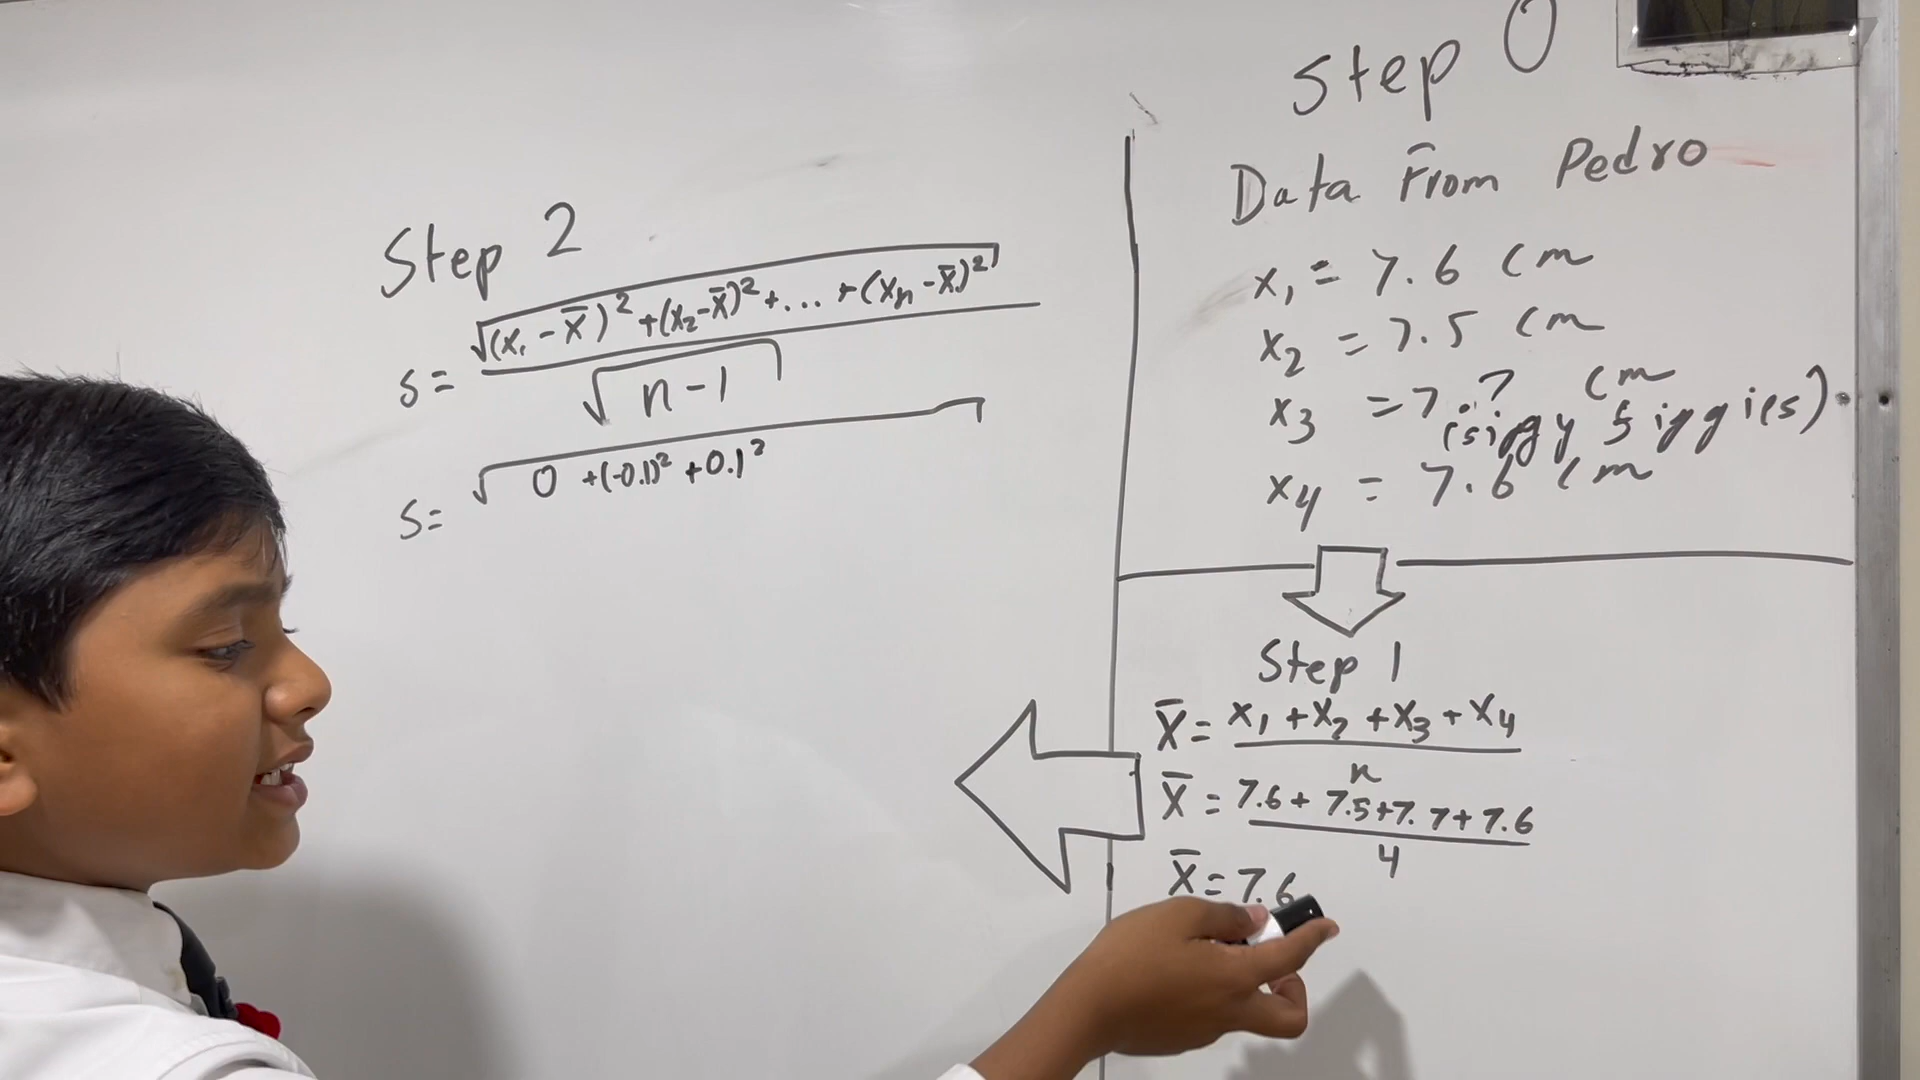 Step 0
Data From Pedro
x₁ = 7.6 cm
x₂ = 7.5 cm
x₃ = 7.7 cm
(siggy figgies)
x₄ = 7.6 cm
Step 1
X̄ = x₁ + x₂ + x₃ + x₄ / n
X̄ = 7.6 + 7.5 + 7.7 + 7.6 / 4
X̄ = 7.6
Step 2
s = √((x₁ - x̄)² + (x₂ - x̄)² + ... + (xₙ - x̄)²) / √(n - 1)
s = √(0 + (-0.1)² + 0.1²